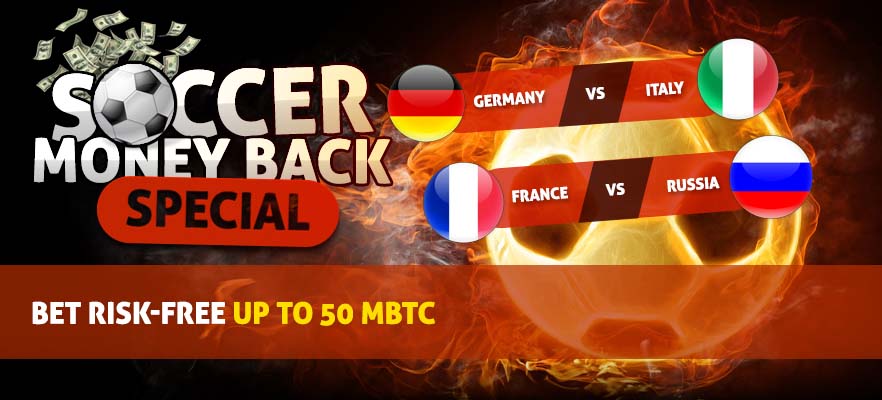 SOCCER
MONEY BACK
SPECIAL
GERMANY VS ITALY
FRANCE VS RUSSIA
BET RISK-FREE UP TO 50 MBTC